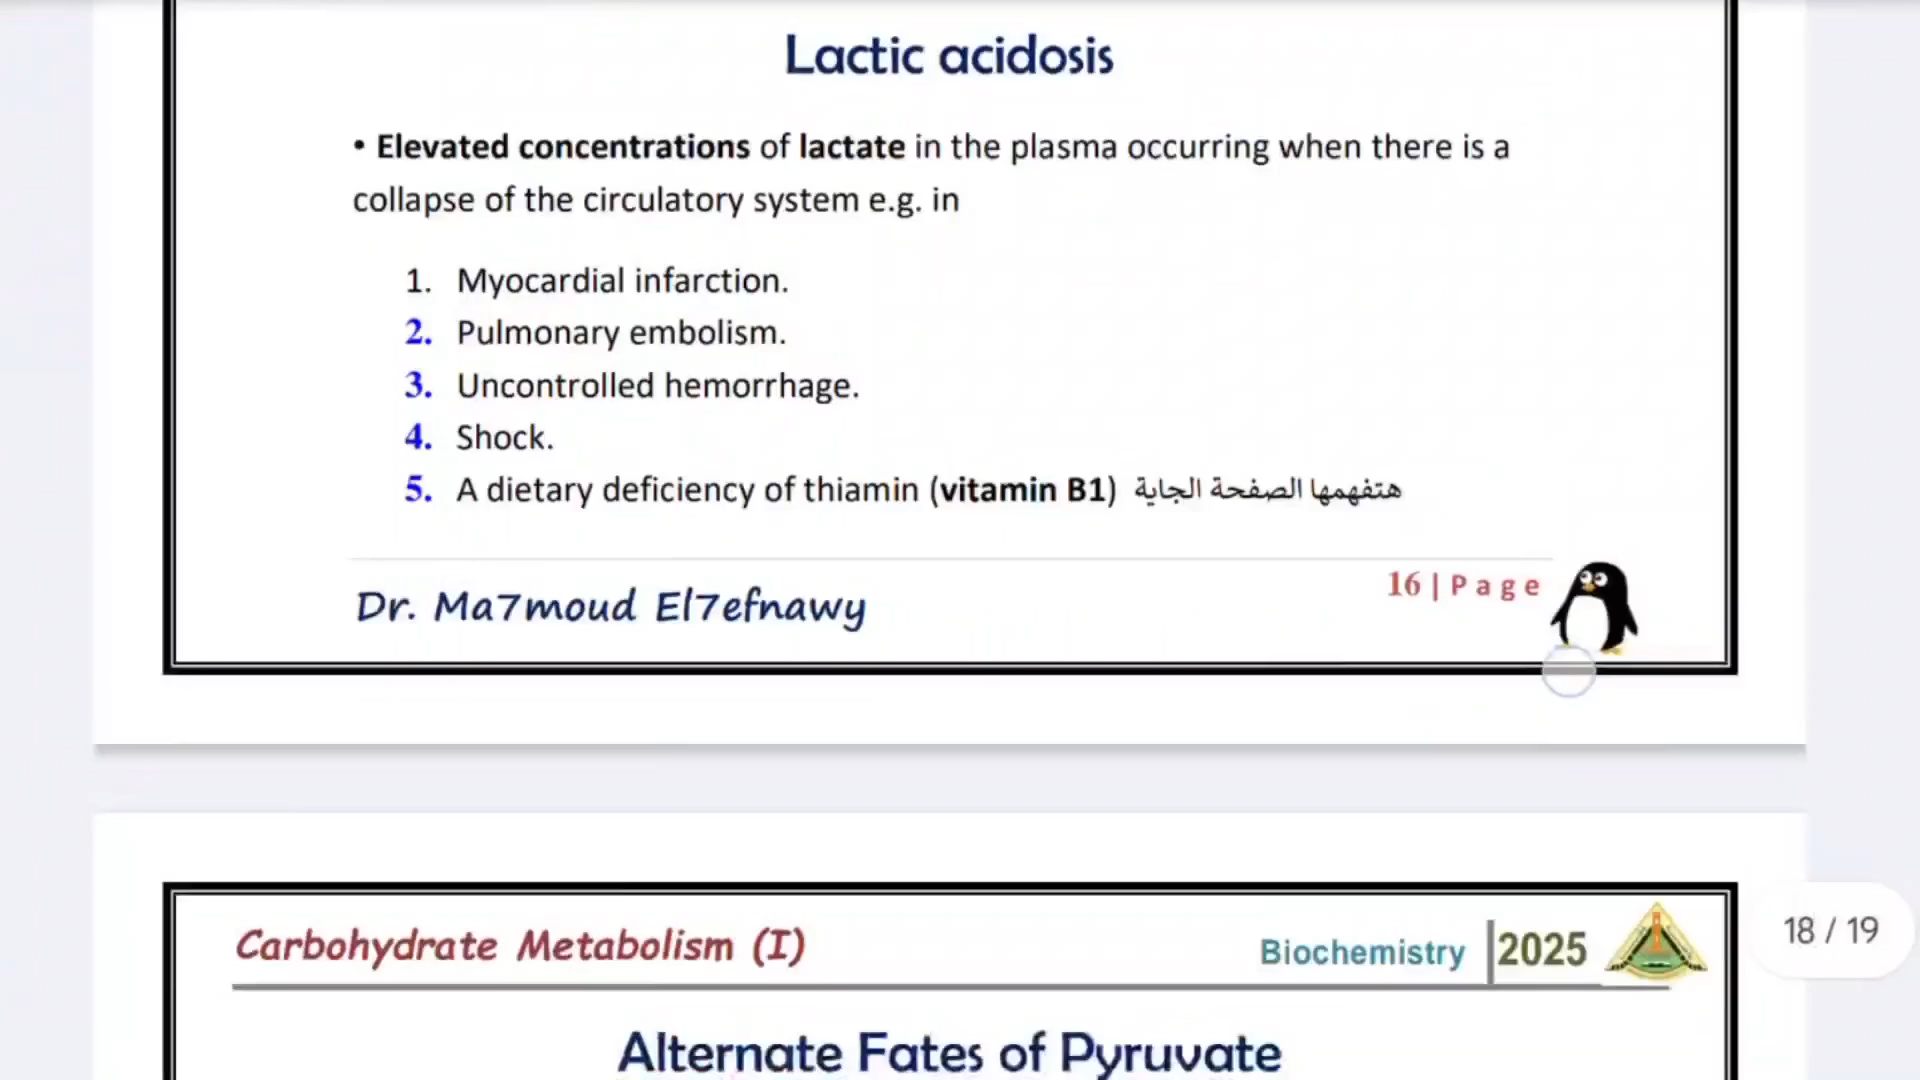 Lactic acidosis
• Elevated concentrations of lactate in the plasma occurring when there is a
collapse of the circulatory system e.g. in
1. Myocardial infarction.
2. Pulmonary embolism.
3. Uncontrolled hemorrhage.
4. Shock.
5. A dietary deficiency of thiamin (vitamin B1) هتفهمها الصفحة الجاية
16 | P a g e
Dr. Ma7moud El7efnawy
18 / 19
Carbohydrate Metabolism (I)
Biochemistry 2025
Alternate Fates of Pyruvate